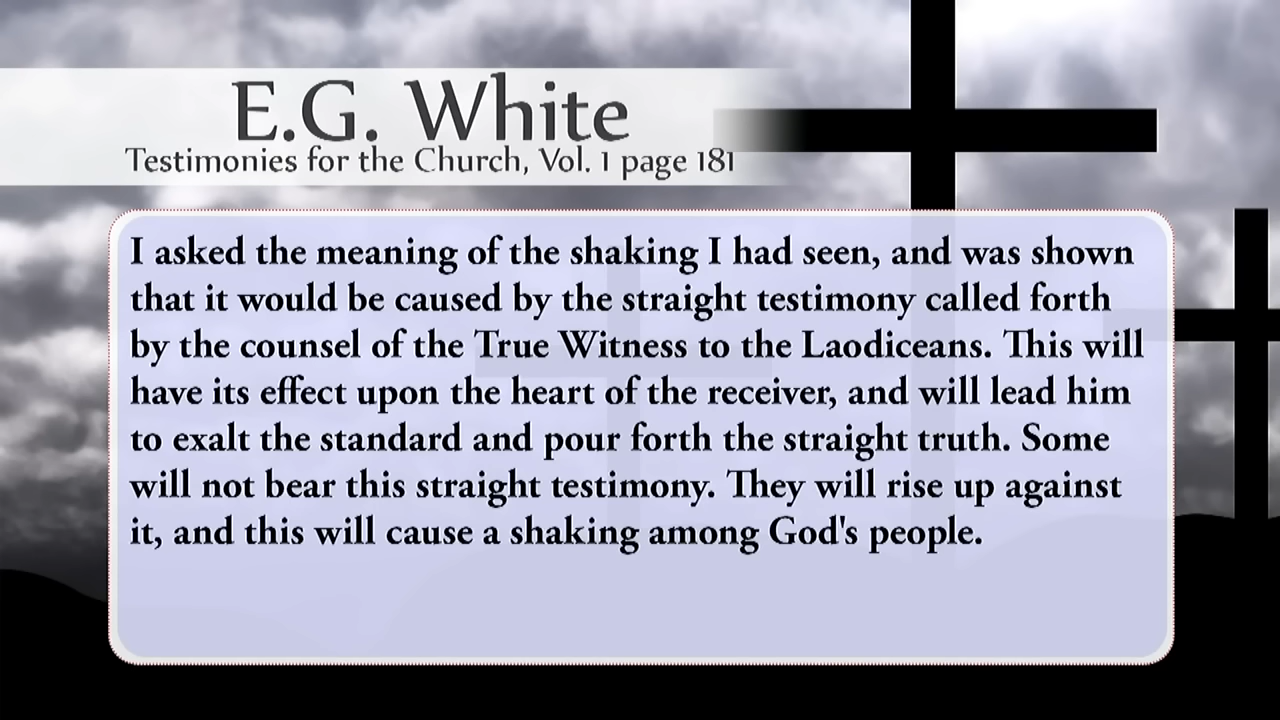 E.G. White
Testimonies for the Church, Vol. 1 page 181
I asked the meaning of the shaking I had seen, and was shown
that it would be caused by the straight testimony called forth
by the counsel of the True Witness to the Laodiceans. This will
have its effect upon the heart of the receiver, and will lead him
to exalt the standard and pour forth the straight truth. Some
will not bear this straight testimony. They will rise up against
it, and this will cause a shaking among God's people.